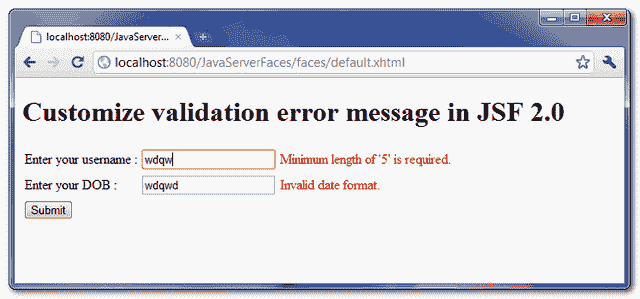 localhost:8080/JavaServer...
localhost:8080/JavaServerFaces/faces/default.xhtml
Customize validation error message in JSF 2.0
Enter your username : wdqw Minimum length of '5' is required.
Enter your DOB : wdqwd Invalid date format.
Submit